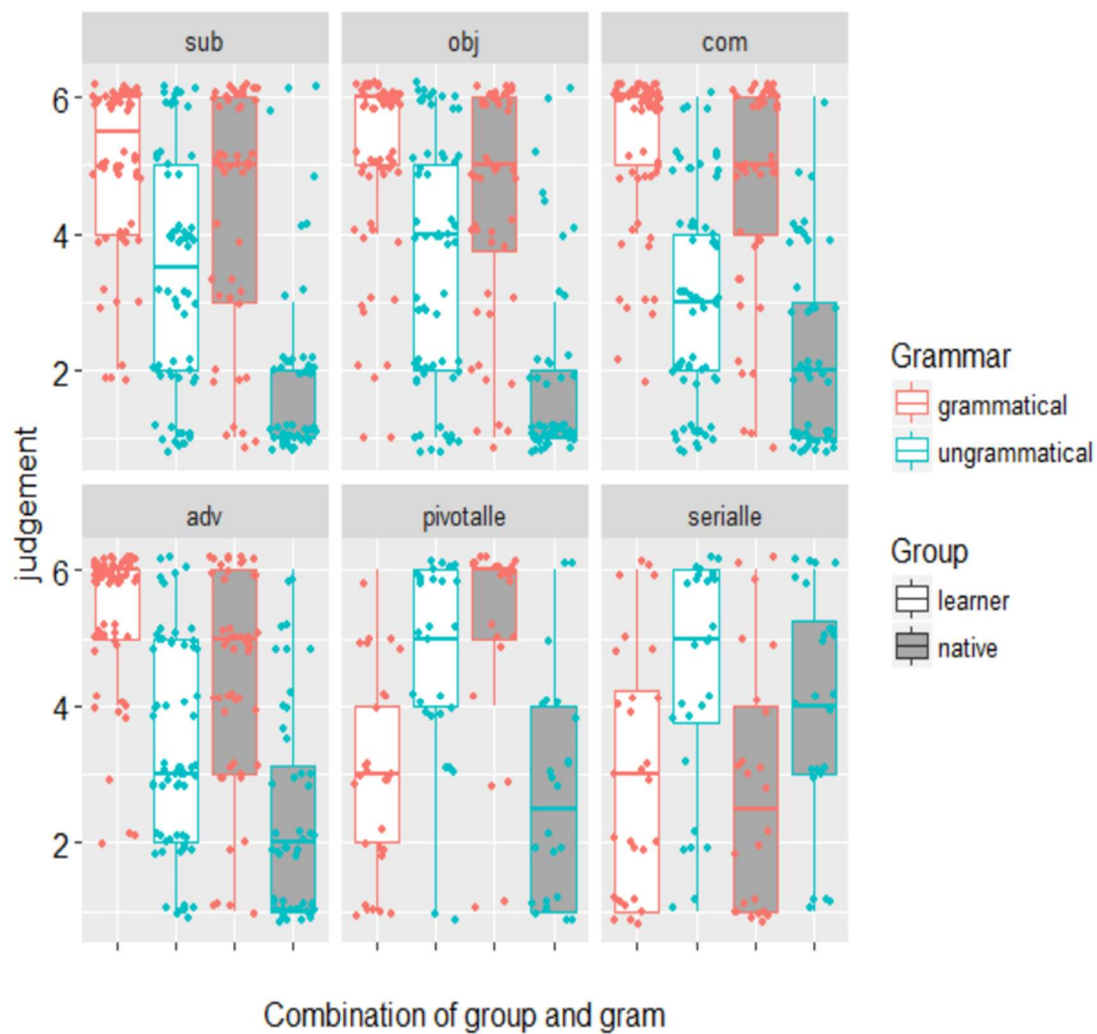 sub obj com
6
4
2
adv pivotalle serialle
6
4
2
judgement
Combination of group and gram
Grammar
grammatical
ungrammatical
Group
learner
native